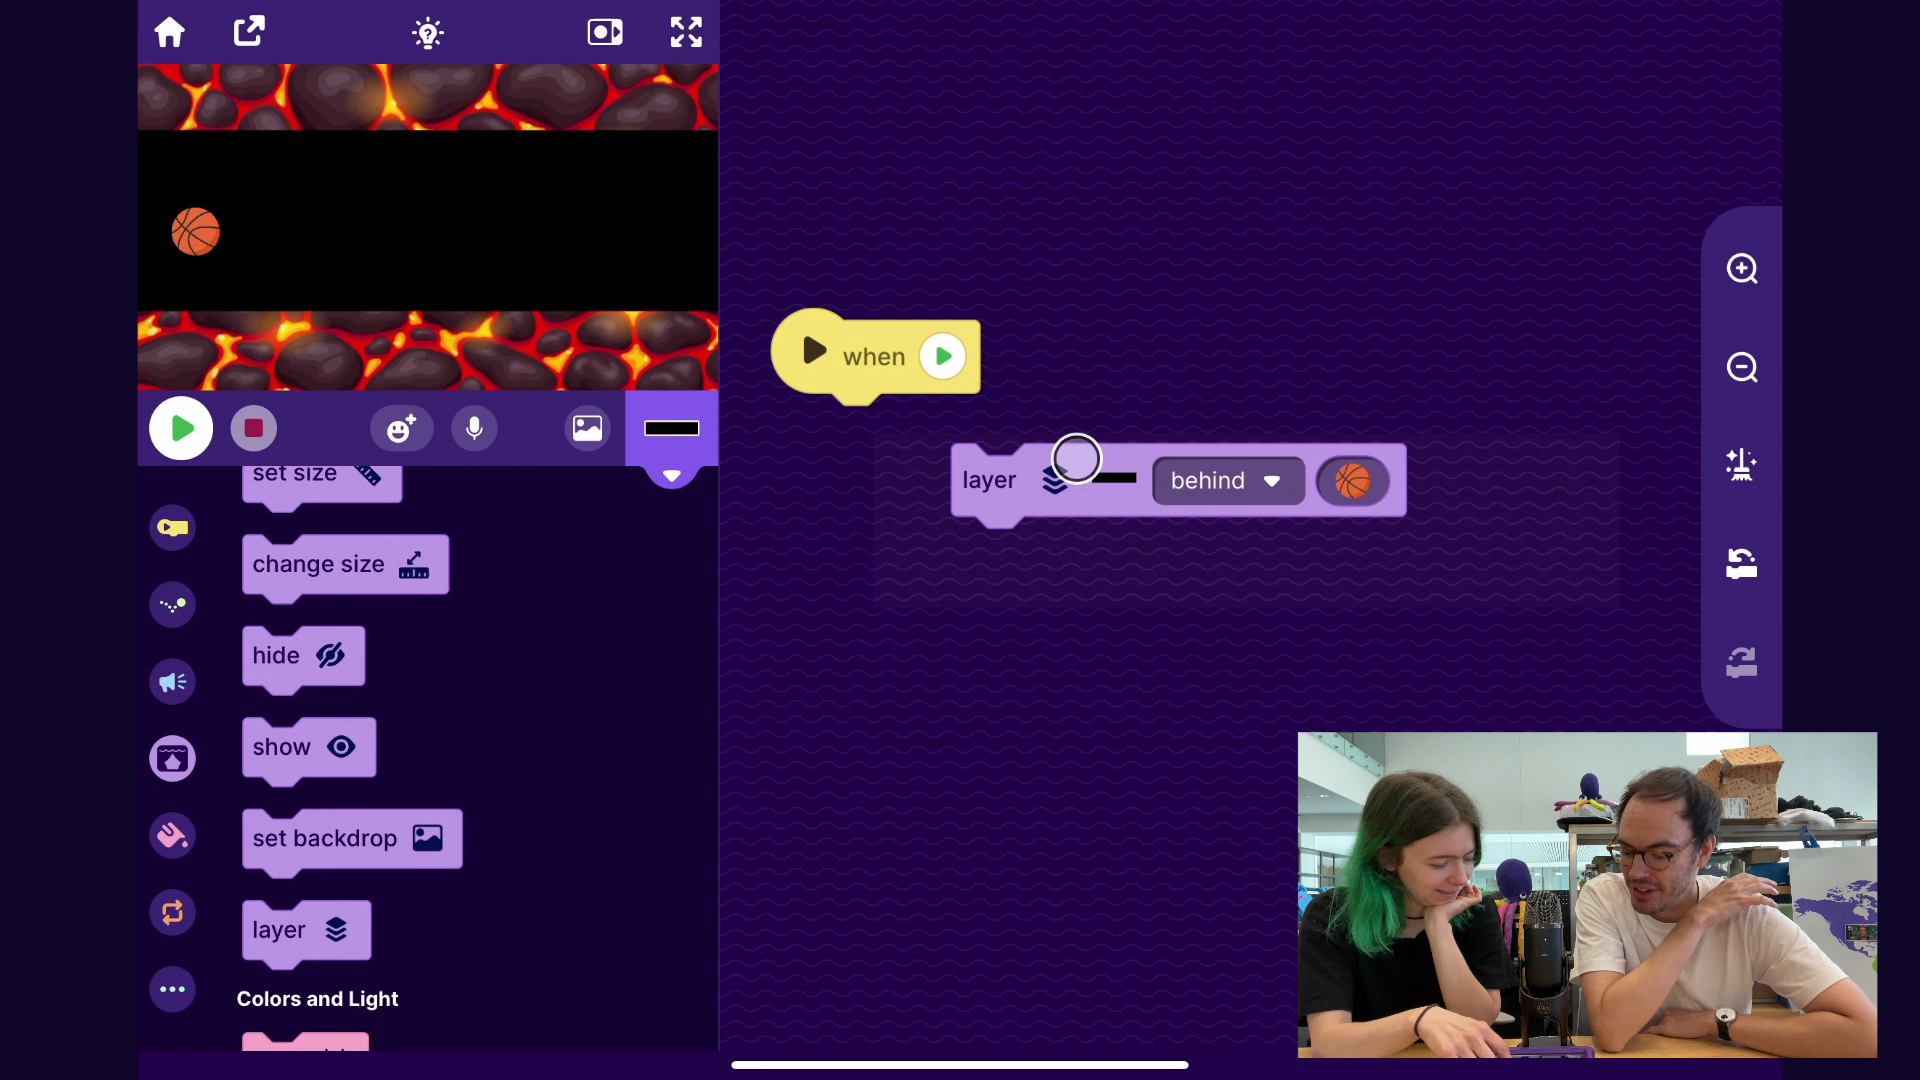 when
layer behind
set size
change size
hide
show
set backdrop
layer
Colors and Light